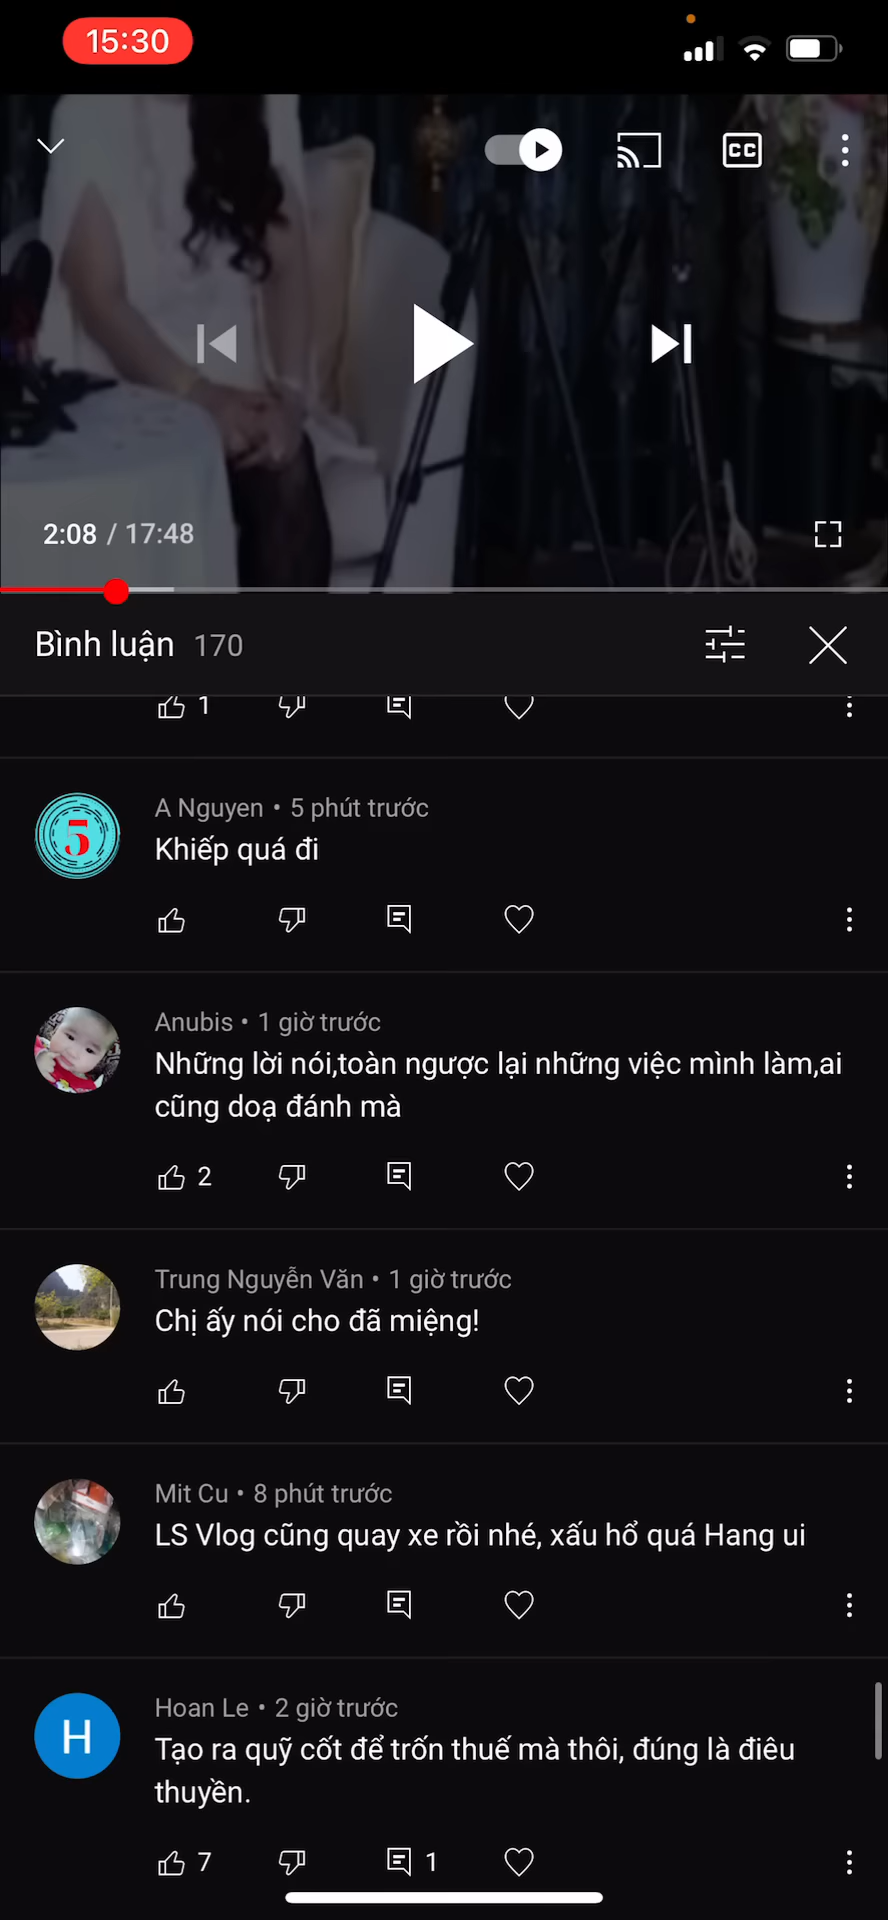 15:30
CC
2:08 / 17:48
Bình luận 170
1
5
A Nguyen • 5 phút trước
Khiếp quá đi
Anubis • 1 giờ trước
Những lời nói,toàn ngược lại những việc mình làm,ai
cũng doạ đánh mà
2
Trung Nguyễn Văn • 1 giờ trước
Chị ấy nói cho đã miệng!
Mit Cu • 8 phút trước
LS Vlog cũng quay xe rồi nhé, xấu hổ quá Hang ui
H
Hoan Le • 2 giờ trước
Tạo ra quỹ cốt để trốn thuế mà thôi, đúng là điêu
thuyền.
7 1